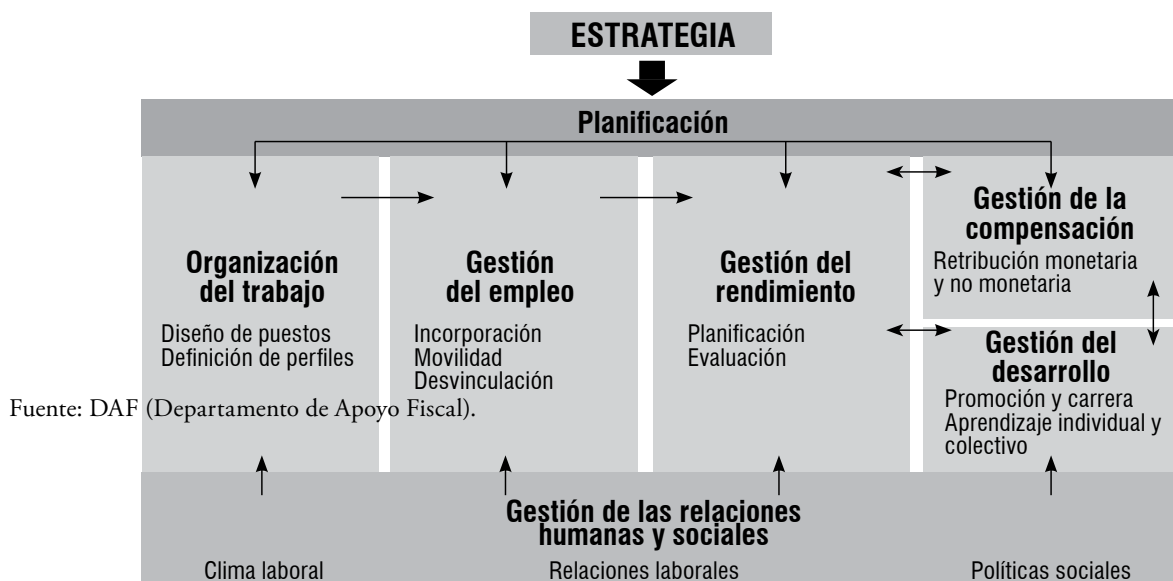 ESTRATEGIA
Planificación
Organización
del trabajo
Diseño de puestos
Definición de perfiles
Gestión
del empleo
Incorporación
Movilidad
Desvinculación
Gestión del
rendimiento
Planificación
Evaluación
Gestión de la
compensación
Retribución monetaria
y no monetaria
Gestión del
desarrollo
Promoción y carrera
Aprendizaje individual y
colectivo
Fuente: DAF (Departamento de Apoyo Fiscal).
Gestión de las relaciones
humanas y sociales
Clima laboral
Relaciones laborales
Políticas sociales